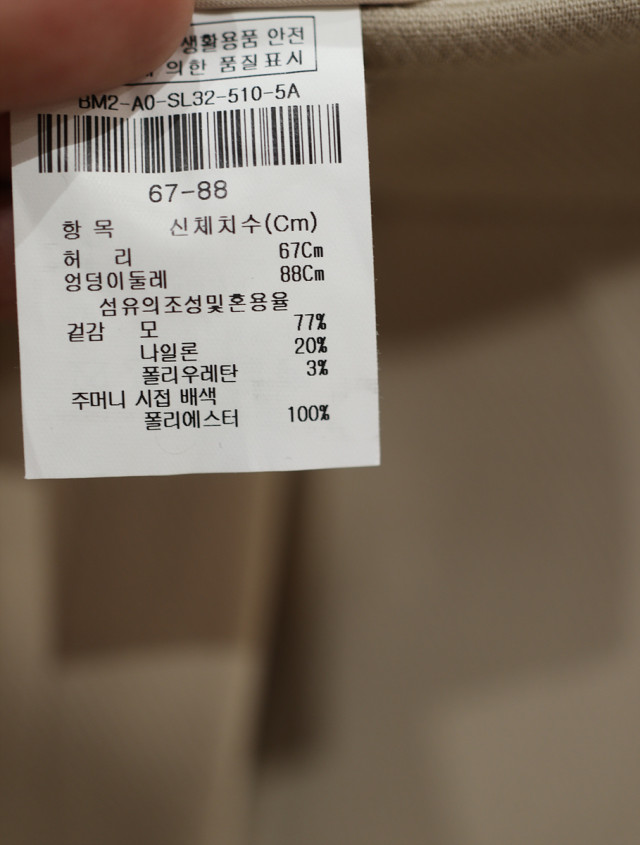 생활용품 안전
의한 품질표시
BM2-A0-SL32-510-5A
67-88
항 목 신체치수(Cm)
허 리 67Cm
엉덩이둘레 88Cm
섬유의조성및혼용율
겉감 모 77%
나일론 20%
폴리우레탄 3%
주머니 시접 배색
폴리에스터 100%